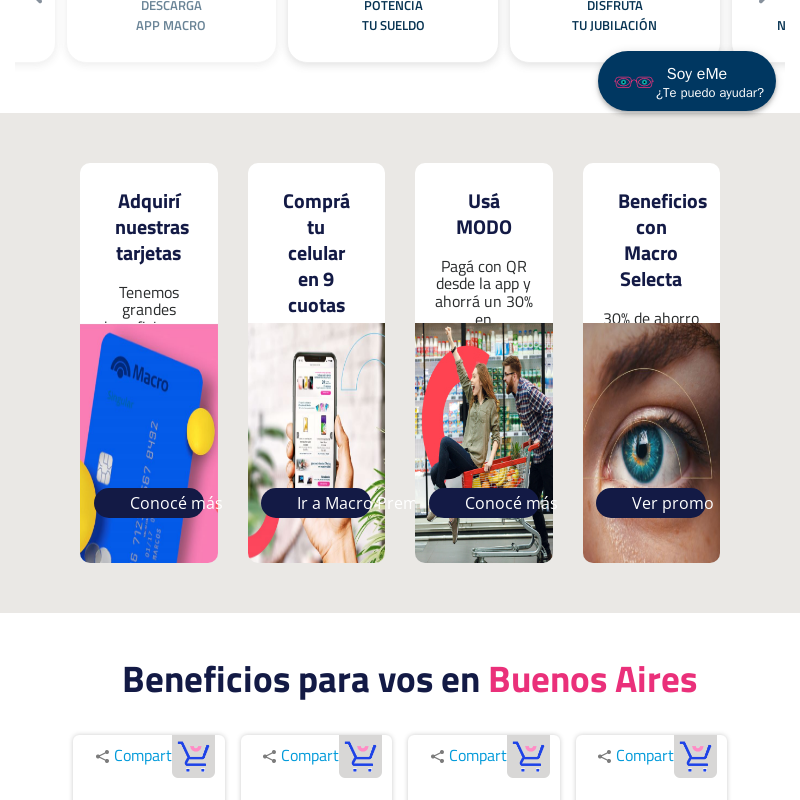 DESCARGA
APP MACRO
POTENCIA
TU SUELDO
DISFRUTA
TU JUBILACIÓN
N
Soy eMe
¿Te puedo ayudar?
Adquirí
nuestras
tarjetas
Tenemos
grandes
Macro
Conocé más
Comprá
tu
celular
en 9
cuotas
Ir a Macro Prem
Usá
MODO
Pagá con QR
desde la app y
ahorrá un 30%
en
Conocé más
Beneficios
con
Macro
Selecta
30% de ahorro
Ver promo
Beneficios para vos en Buenos Aires
Compart
Compart
Compart
Compart